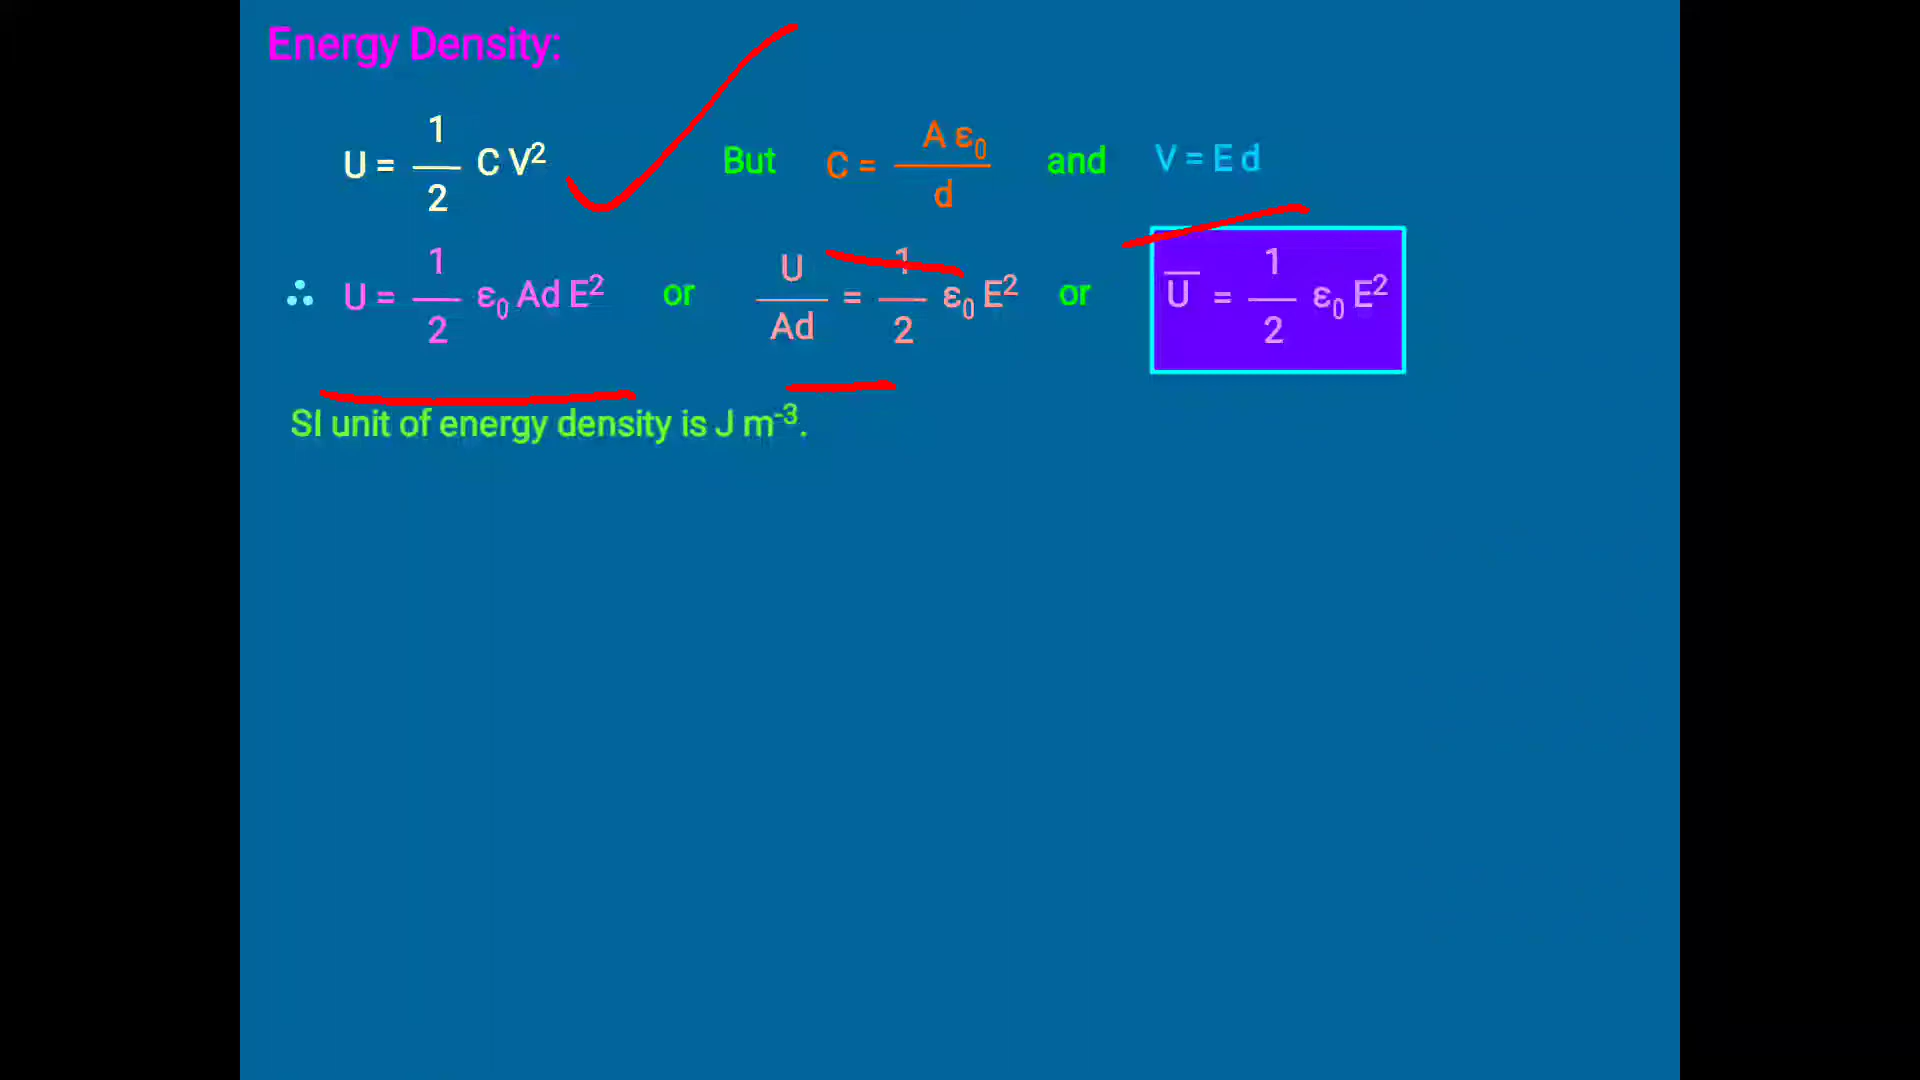 Energy Density:
U = 1/2 C V² But C = A ε₀/d and V = E d
∴ U = 1/2 ε₀ Ad E² or U/Ad = 1/2 ε₀ E² or U̅ = 1/2 ε₀ E²
SI unit of energy density is J m⁻³.